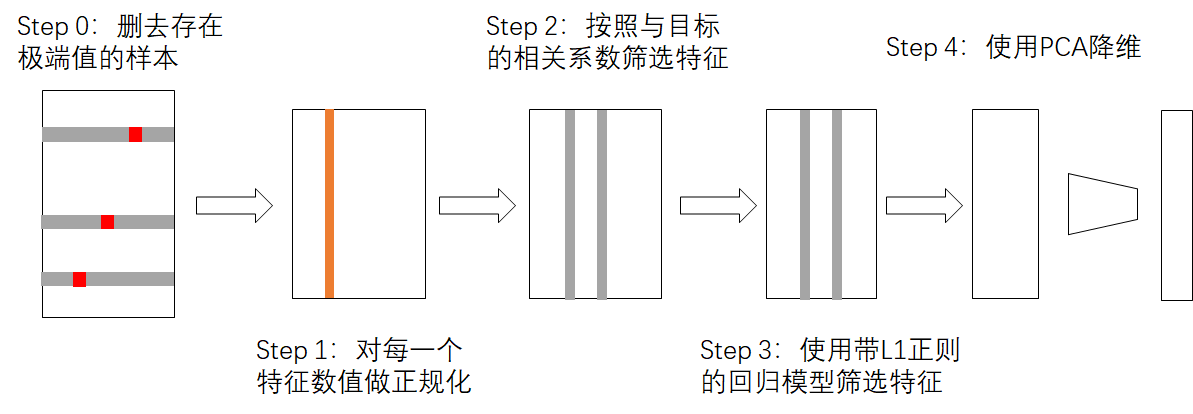 Step 0：删去存在
极端值的样本
Step 1：对每一个
特征数值做正规化
Step 2：按照与目标
的相关系数筛选特征
Step 3：使用带L1正则
的回归模型筛选特征
Step 4：使用PCA降维